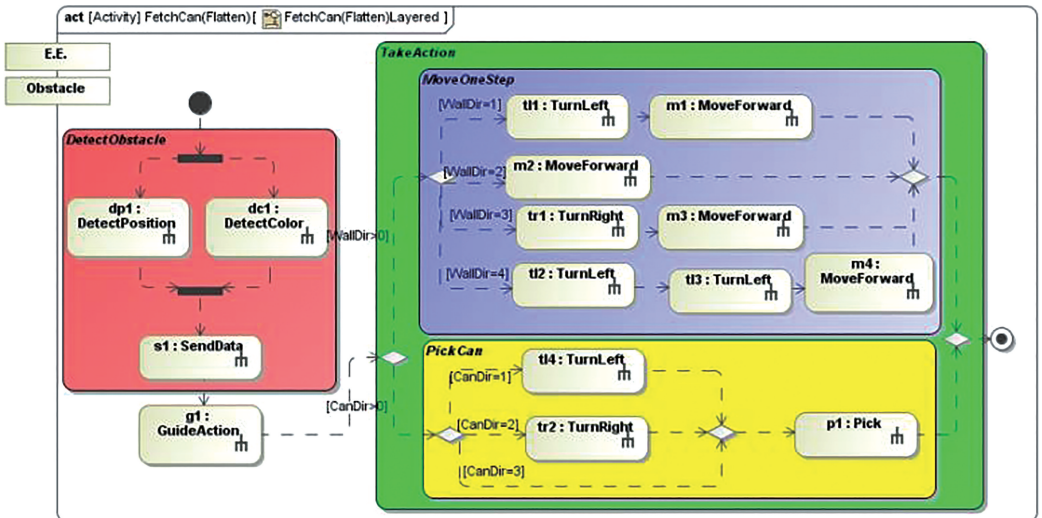 act [Activity] FetchCan(Flatten)[ FetchCan(Flatten)Layered ]
E.E.
Obstacle
DetectObstacle
dp1 :
DetectPosition
dc1 :
DetectColor
s1 : SendData
g1 :
GuideAction
[WallDir>0]
[CanDir>0]
TakeAction
MoveOneStep
[WallDir=1]
tl1 : TurnLeft
m1 : MoveForward
[WallDir=2]
m2 : MoveForward
[WallDir=3]
tr1 : TurnRight
m3 : MoveForward
[WallDir=4]
tl2 : TurnLeft
tl3 : TurnLeft
m4 :
MoveForward
PickCan
[CanDir=1]
tl4 : TurnLeft
[CanDir=2]
tr2 : TurnRight
[CanDir=3]
p1 : Pick